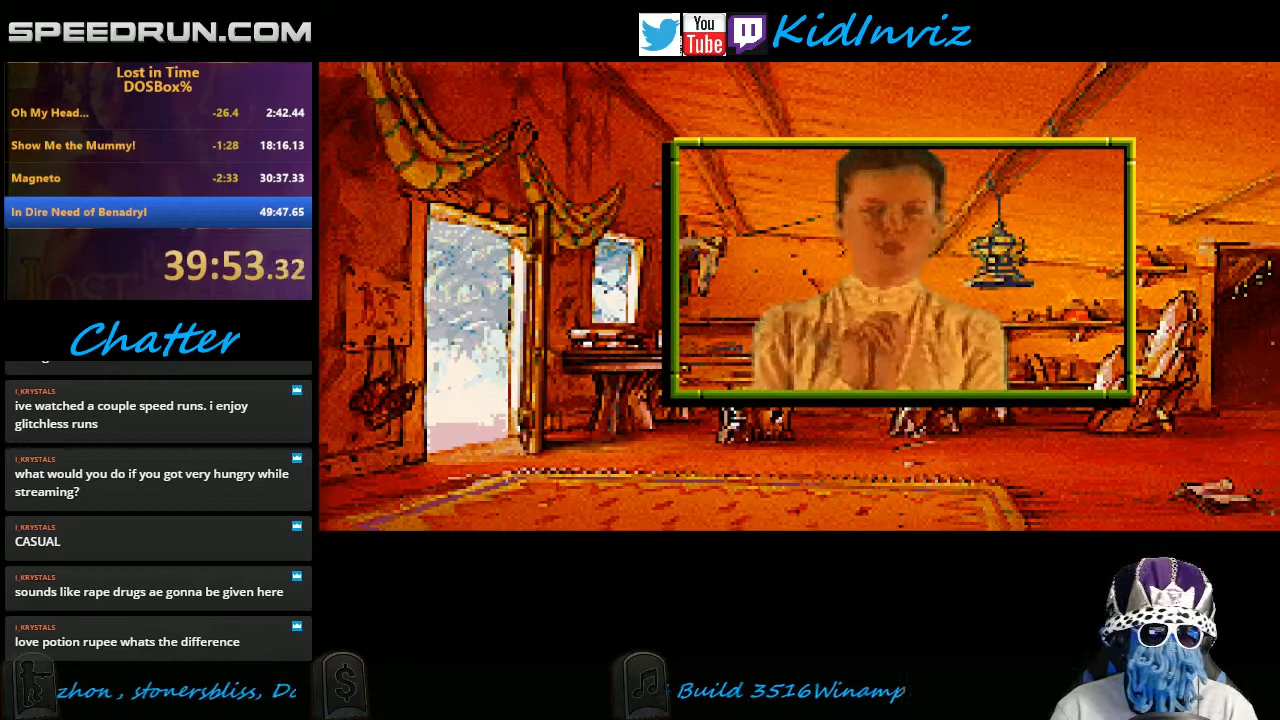 SPEEDRUN.COM
You
Tube
KidInviz
Lost in Time
DOSBox%
Oh My Head... -26.4 2:42.44
Show Me the Mummy! -1:28 18:16.13
Magneto -2:33 30:37.33
In Dire Need of Benadryl 49:47.65
39:53.32
Chatter
I_KRYSTALS
ive watched a couple speed runs. i enjoy
glitchless runs
I_KRYSTALS
what would you do if you got very hungry while
streaming?
I_KRYSTALS
CASUAL
I_KRYSTALS
sounds like rape drugs ae gonna be given here
I_KRYSTALS
love potion rupee whats the difference
zhon , stonersbliss, Do
$
Build 3516Winamp